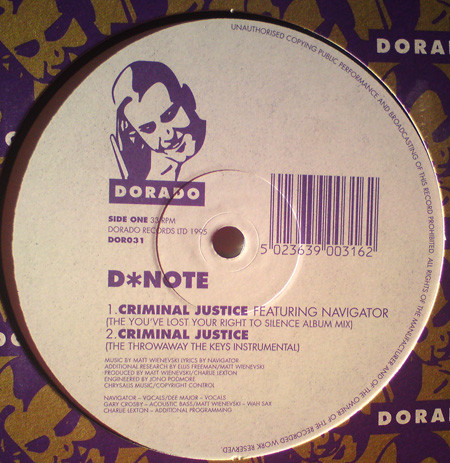 UNAUTHORISED COPYING PUBLIC PERFORMANCE AND BROADCASTING OF THIS RECORD PROHIBITED. ALL RIGHTS OF THE MANUFACTURER AND OF THE OWNER OF THE RECORDED WORK RESERVED.
DORADO
DORADO
SIDE ONE 33 RPM
DORADO RECORDS LTD 1995
DOR031
5 023639 003162
D*NOTE
1.CRIMINAL JUSTICE FEATURING NAVIGATOR
(THE YOU'VE LOST YOUR RIGHT TO SILENCE ALBUM MIX)
2.CRIMINAL JUSTICE
(THE THROWAWAY THE KEYS INSTRUMENTAL)
MUSIC BY MATT WIENEVSKI LYRICS BY NAVIGATOR
ADDITIONAL RESEARCH BY ELLIS FREEMAN/MATT WIENEVSKI
PRODUCED BY MATT WIENEVSKI/CHARLIE LEXTON
ENGINEERED BY JONO PODMORE
CHRYSALIS MUSIC/COPYRIGHT CONTROL
NAVIGATOR – VOCALS/DEE MAJOR – VOCALS
GARY CROSBY – ACOUSTIC BASS/MATT WIENEVSKI – WAH SAX
CHARLIE LEXTON – ADDITIONAL PROGRAMMING
DORADO